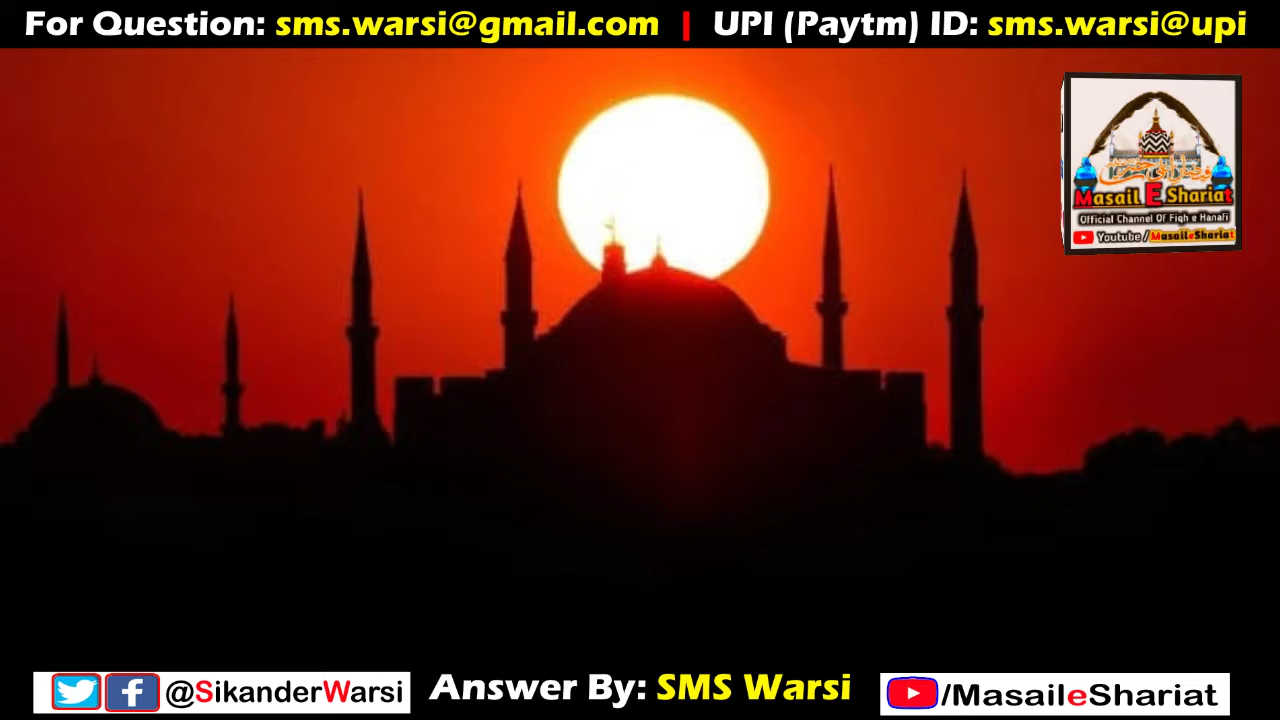 For Question: sms.warsi@gmail.com | UPI (Paytm) ID: sms.warsi@upi
Masail E Shariat
Official Channel Of Fiqh e Hanafi
Youtube / MasaileShariat
@SikanderWarsi
Answer By: SMS Warsi
/MasaileShariat